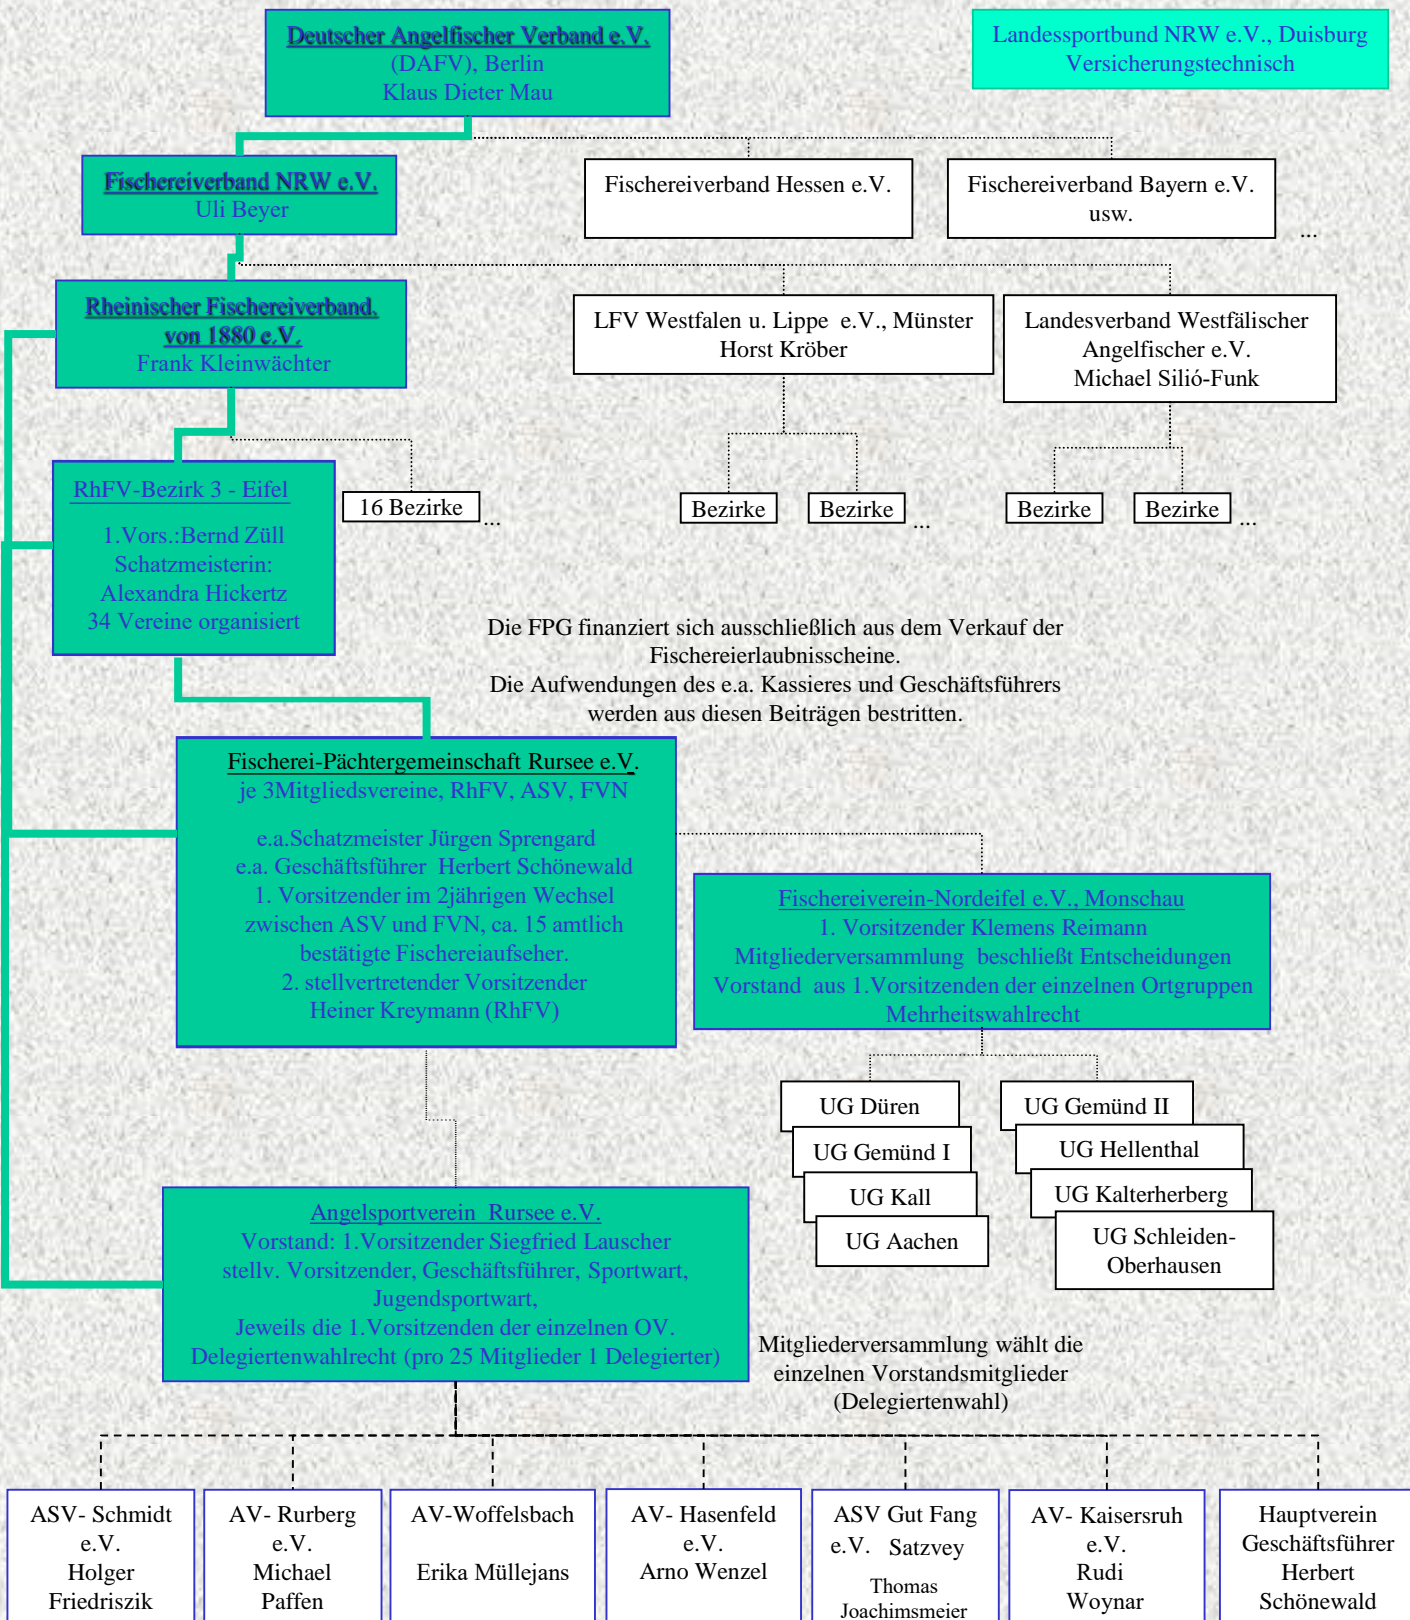 Deutscher Angelfischer Verband e.V.
(DAFV), Berlin
Klaus Dieter Mau
Landessportbund NRW e.V., Duisburg
Versicherungstechnisch
Fischereiverband NRW e.V.
Uli Beyer
Fischereiverband Hessen e.V.
Fischereiverband Bayern e.V.
usw.
...
Rheinischer Fischereiverband.
von 1880 e.V.
Frank Kleinwächter
LFV Westfalen u. Lippe e.V., Münster
Horst Kröber
Landesverband Westfälischer
Angelfischer e.V.
Michael Silió-Funk
RhFV-Bezirk 3 - Eifel
1.Vors.:Bernd Züll
Schatzmeisterin:
Alexandra Hickertz
34 Vereine organisiert
16 Bezirke
...
Bezirke
Bezirke
...
Bezirke
Bezirke
...
Die FPG finanziert sich ausschließlich aus dem Verkauf der
Fischereierlaubnisscheine.
Die Aufwendungen des e.a. Kassieres und Geschäftsführers
werden aus diesen Beiträgen bestritten.
Fischerei-Pächtergemeinschaft Rursee e.V.
je 3Mitgliedsvereine, RhFV, ASV, FVN
e.a.Schatzmeister Jürgen Sprengard
e.a. Geschäftsführer Herbert Schönewald
1. Vorsitzender im 2jährigen Wechsel
zwischen ASV und FVN, ca. 15 amtlich
bestätigte Fischereiaufseher.
2. stellvertretender Vorsitzender
Heiner Kreymann (RhFV)
Fischereiverein-Nordeifel e.V., Monschau
1. Vorsitzender Klemens Reimann
Mitgliederversammlung beschließt Entscheidungen
Vorstand aus 1.Vorsitzenden der einzelnen Ortgruppen
Mehrheitswahlrecht
UG Düren
UG Gemünd I
UG Kall
UG Aachen
UG Gemünd II
UG Hellenthal
UG Kalterherberg
UG Schleiden-
Oberhausen
Angelsportverein Rursee e.V.
Vorstand: 1.Vorsitzender Siegfried Lauscher
stellv. Vorsitzender, Geschäftsführer, Sportwart,
Jugendsportwart,
Jeweils die 1.Vorsitzenden der einzelnen OV.
Delegiertenwahlrecht (pro 25 Mitglieder 1 Delegierter)
Mitgliederversammlung wählt die
einzelnen Vorstandsmitglieder
(Delegiertenwahl)
ASV- Schmidt
e.V.
Holger
Friedriszik
AV- Rurberg
e.V.
Michael
Paffen
AV-Woffelsbach
Erika Müllejans
AV- Hasenfeld
e.V.
Arno Wenzel
ASV Gut Fang
e.V. Satzvey
Thomas
Joachimsmeier
AV- Kaisersruh
e.V.
Rudi
Woynar
Hauptverein
Geschäftsführer
Herbert
Schönewald